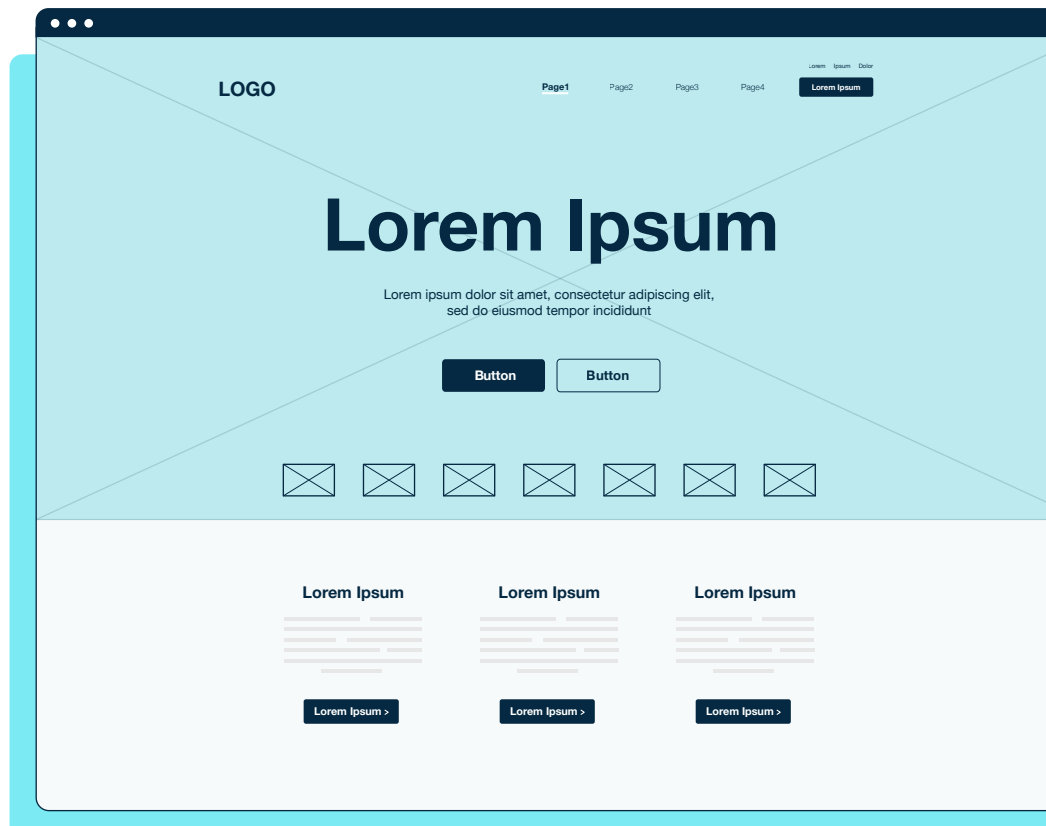 Lorem Ipsum Dolor
LOGO
Page1 Page2 Page3 Page4 Lorem Ipsum
Lorem Ipsum
Lorem ipsum dolor sit amet, consectetur adipiscing elit,
sed do eiusmod tempor incididunt
Button Button
Lorem Ipsum Lorem Ipsum Lorem Ipsum
Lorem Ipsum > Lorem Ipsum > Lorem Ipsum >